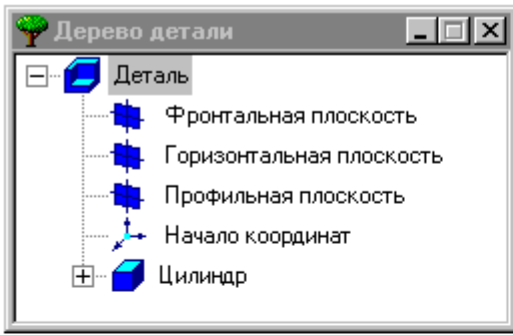 Дерево детали
Деталь
Фронтальная плоскость
Горизонтальная плоскость
Профильная плоскость
Начало координат
Цилиндр